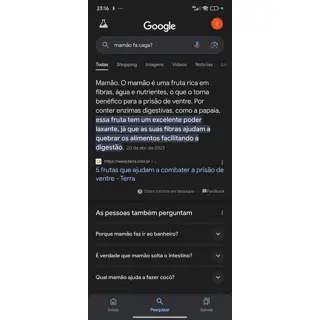 23:16
Google
mamão fa caga?
Todas Shopping Imagens Vídeos Notícias
Mamão. O mamão é uma fruta rica em
fibras, água e nutrientes, o que o torna
benéfico para a prisão de ventre. Por
conter enzimas digestivas, como a papaía,
essa fruta tem um excelente poder
laxante, já que as suas fibras ajudam a
quebrar os alimentos facilitando a
digestão. 20 de abr. de 2023
https://www.terra.com.br
5 frutas que ajudam a combater a prisão de
ventre - Terra
Sobre trechos em destaque Feedback
As pessoas também perguntam
Porque mamão faz ir ao banheiro?
É verdade que mamão solta o intestino?
Qual mamão ajuda a fazer cocô?
Início Pesquisar Salvos